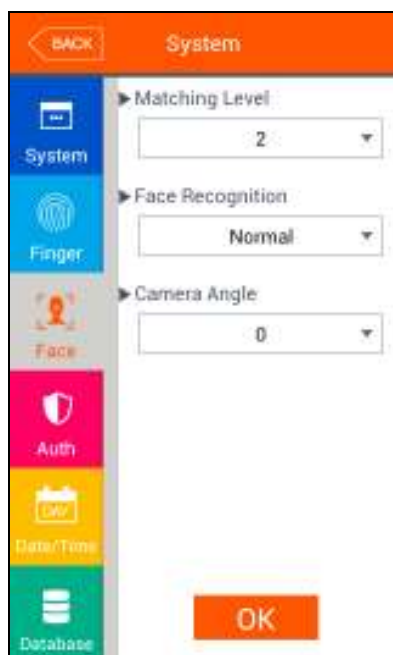 BACK
System
System
Finger
Face
Auth
DAY
Date/Time
Database
▶Matching Level
2
▶Face Recognition
Normal
▶Camera Angle
0
OK